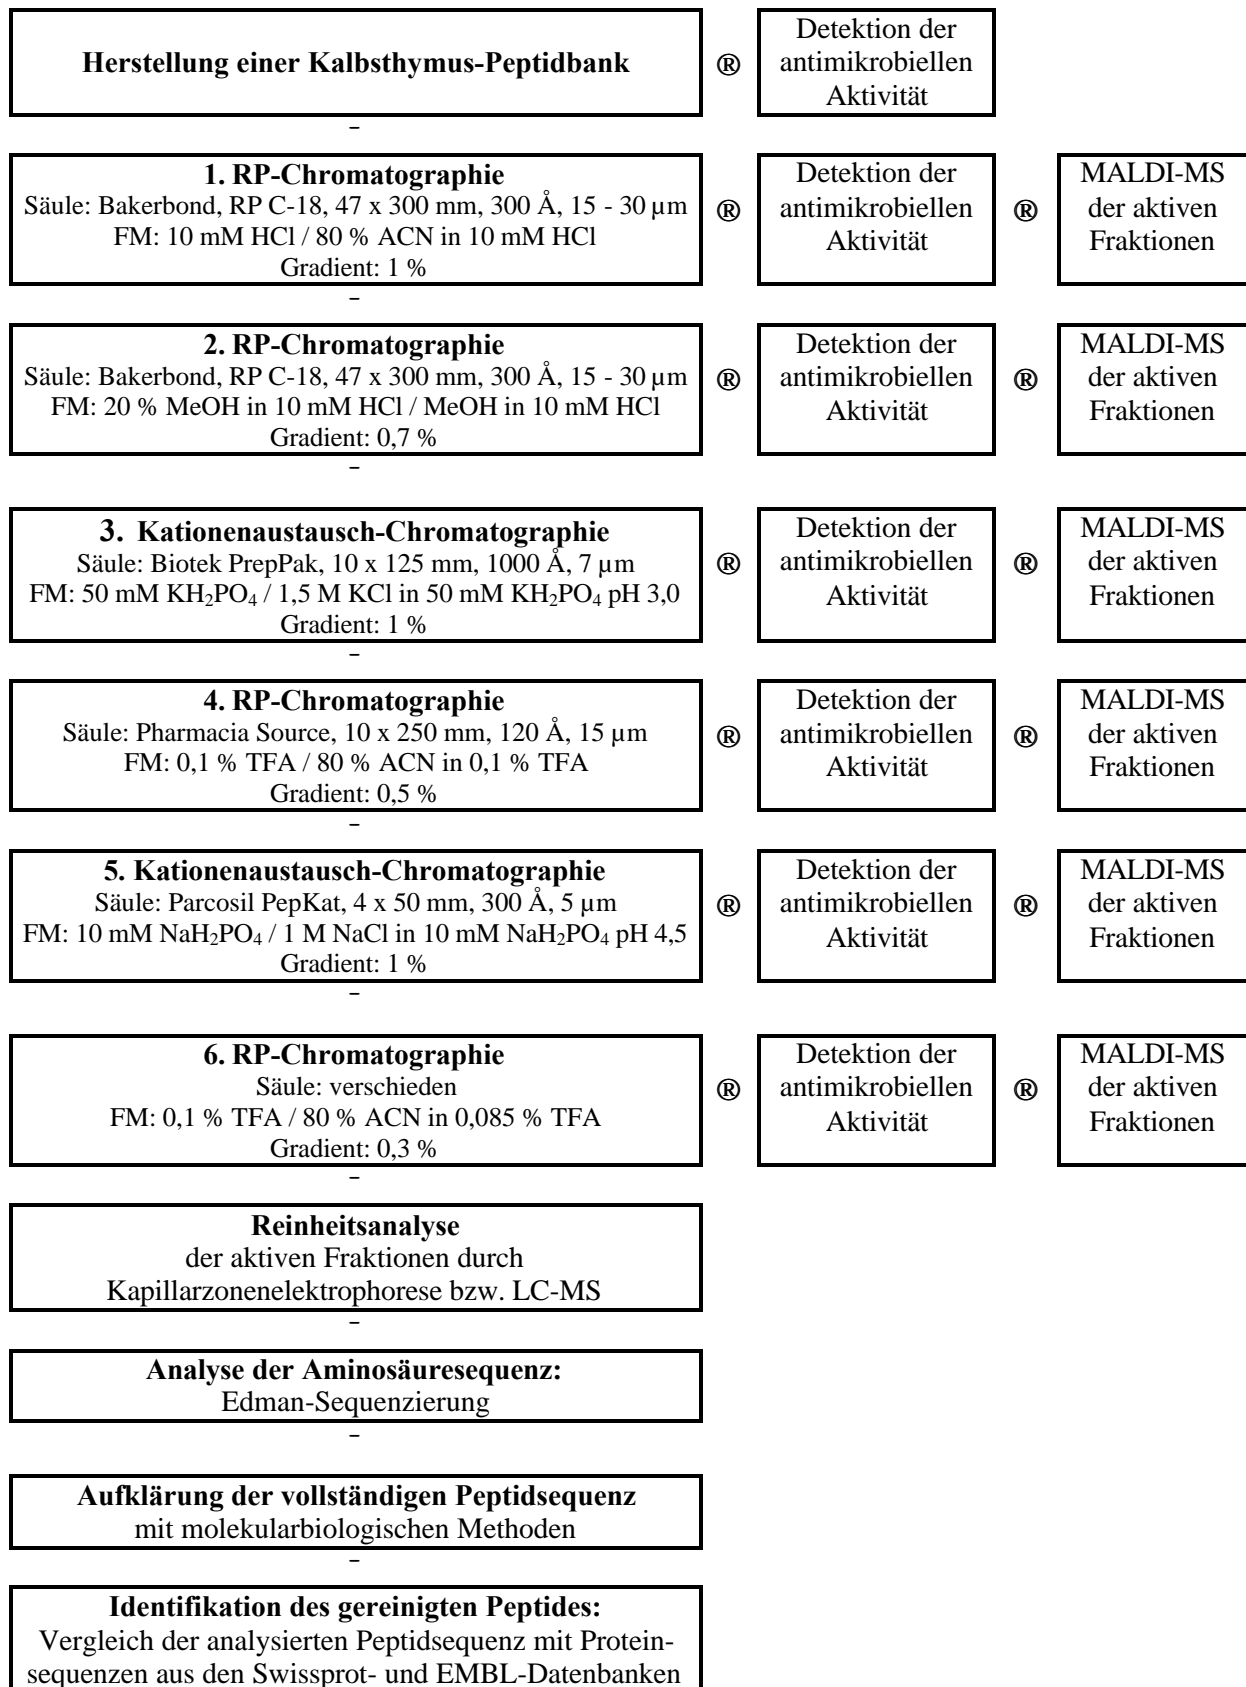 Herstellung einer Kalbsthymus-Peptidbank
®
Detektion der
antimikrobiellen
Aktivität
–
1. RP-Chromatographie
Säule: Bakerbond, RP C-18, 47 x 300 mm, 300 Å, 15 - 30 µm
FM: 10 mM HCl / 80 % ACN in 10 mM HCl
Gradient: 1 %
®
Detektion der
antimikrobiellen
Aktivität
®
MALDI-MS
der aktiven
Fraktionen
–
2. RP-Chromatographie
Säule: Bakerbond, RP C-18, 47 x 300 mm, 300 Å, 15 - 30 µm
FM: 20 % MeOH in 10 mM HCl / MeOH in 10 mM HCl
Gradient: 0,7 %
®
Detektion der
antimikrobiellen
Aktivität
®
MALDI-MS
der aktiven
Fraktionen
–
3. Kationenaustausch-Chromatographie
Säule: Biotek PrepPak, 10 x 125 mm, 1000 Å, 7 µm
FM: 50 mM KH₂PO₄ / 1,5 M KCl in 50 mM KH₂PO₄ pH 3,0
Gradient: 1 %
®
Detektion der
antimikrobiellen
Aktivität
®
MALDI-MS
der aktiven
Fraktionen
–
4. RP-Chromatographie
Säule: Pharmacia Source, 10 x 250 mm, 120 Å, 15 µm
FM: 0,1 % TFA / 80 % ACN in 0,1 % TFA
Gradient: 0,5 %
®
Detektion der
antimikrobiellen
Aktivität
®
MALDI-MS
der aktiven
Fraktionen
–
5. Kationenaustausch-Chromatographie
Säule: Parcosil PepKat, 4 x 50 mm, 300 Å, 5 µm
FM: 10 mM NaH₂PO₄ / 1 M NaCl in 10 mM NaH₂PO₄ pH 4,5
Gradient: 1 %
®
Detektion der
antimikrobiellen
Aktivität
®
MALDI-MS
der aktiven
Fraktionen
–
6. RP-Chromatographie
Säule: verschieden
FM: 0,1 % TFA / 80 % ACN in 0,085 % TFA
Gradient: 0,3 %
®
Detektion der
antimikrobiellen
Aktivität
®
MALDI-MS
der aktiven
Fraktionen
–
Reinheitsanalyse
der aktiven Fraktionen durch
Kapillarzonenelektrophorese bzw. LC-MS
–
Analyse der Aminosäuresequenz:
Edman-Sequenzierung
–
Aufklärung der vollständigen Peptidsequenz
mit molekularbiologischen Methoden
–
Identifikation des gereinigten Peptides:
Vergleich der analysierten Peptidsequenz mit Protein-
sequenzen aus den Swissprot- und EMBL-Datenbanken